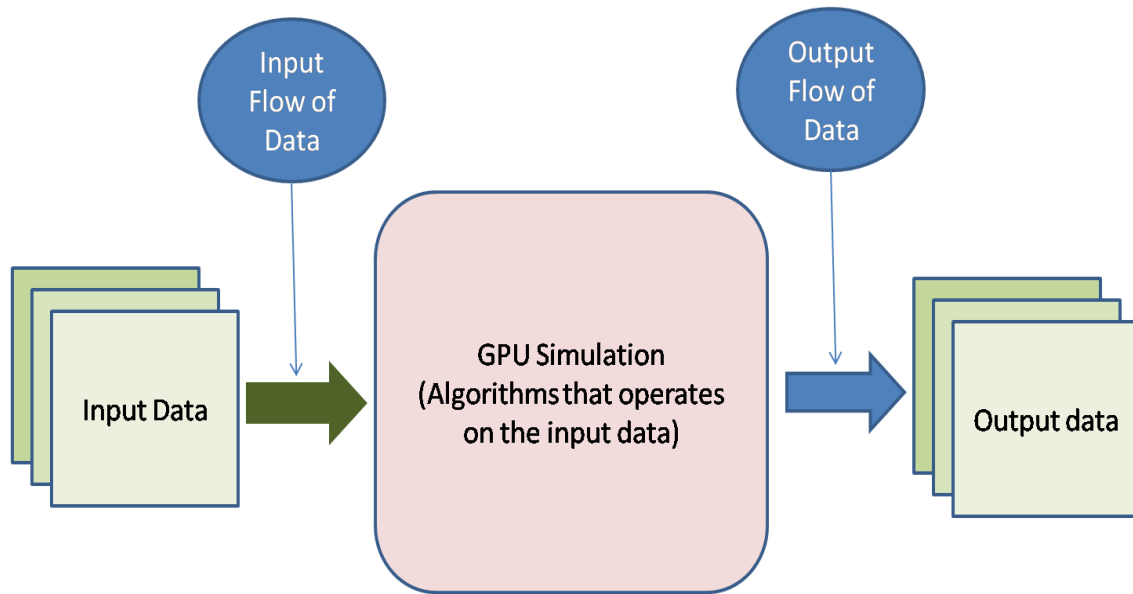 Input
Flow of
Data
Output
Flow of
Data
Input Data
GPU Simulation
(Algorithms that operates
on the input data)
Output data